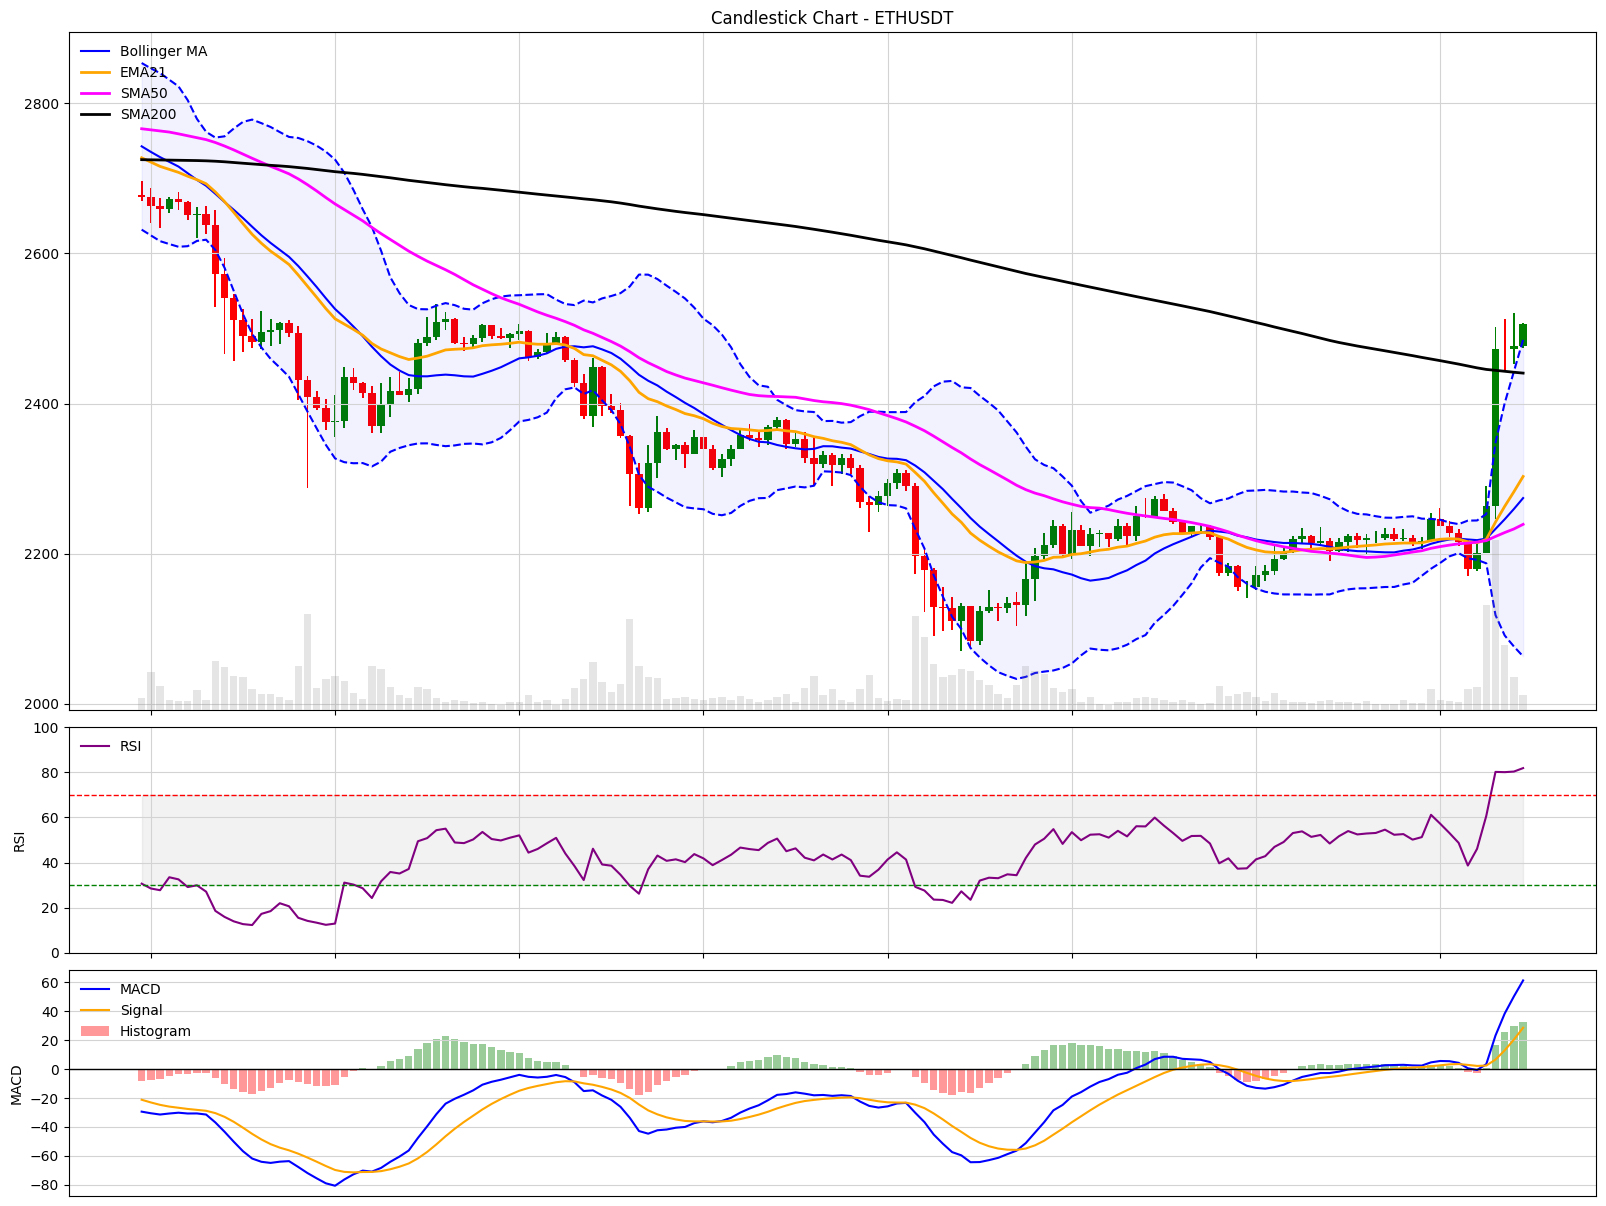 Candlestick Chart - ETHUSDT
Bollinger MA
EMA21
SMA50
SMA200
2800
2600
2400
2200
2000
100
80
60
40
20
0
RSI
RSI
60
40
20
0
−20
−40
−60
−80
MACD
MACD
Signal
Histogram